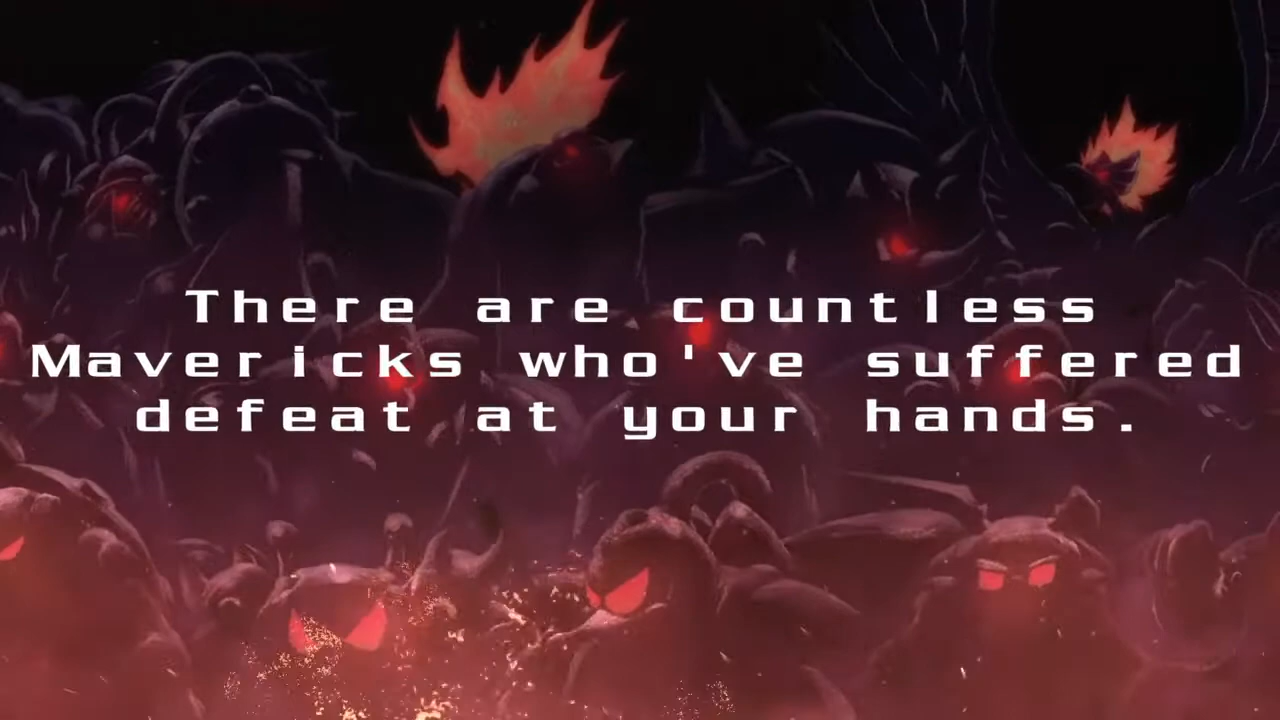 There are countless
Mavericks who've suffered
defeat at your hands.